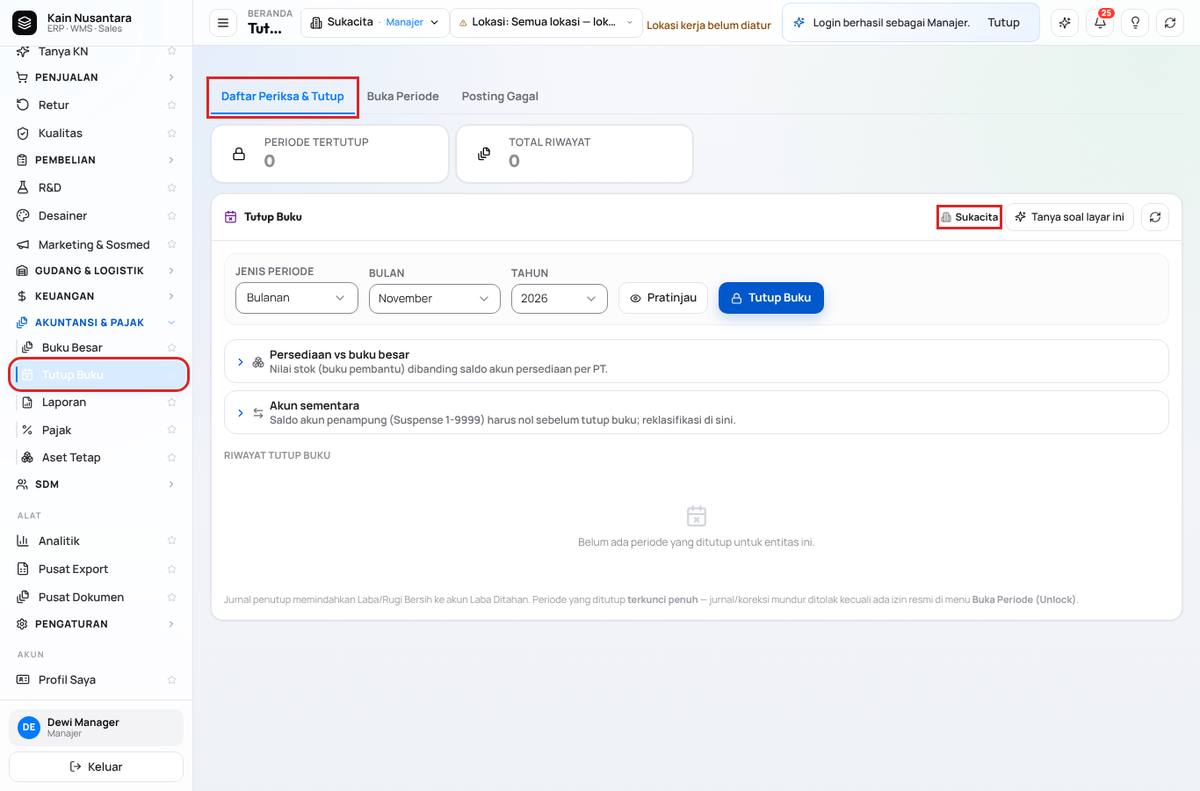 Kain Nusantara
ERP · WMS · Sales
Tanya KN
PENJUALAN
Retur
Kualitas
PEMBELIAN
R&D
Desainer
Marketing & Sosmed
GUDANG & LOGISTIK
KEUANGAN
AKUNTANSI & PAJAK
Buku Besar
Tutup Buku
Laporan
Pajak
Aset Tetap
SDM
ALAT
Analitik
Pusat Export
Pusat Dokumen
PENGATURAN
AKUN
Profil Saya
DE
Dewi Manager
Manajer
Keluar
BERANDA
Tut...
Sukacita · Manajer
Lokasi: Semua lokasi — lok...
Lokasi kerja belum diatur
Login berhasil sebagai Manajer.
Tutup
25
Daftar Periksa & Tutup
Buka Periode
Posting Gagal
PERIODE TERTUTUP
0
TOTAL RIWAYAT
0
Tutup Buku
Sukacita
Tanya soal layar ini
JENIS PERIODE
BULAN
TAHUN
Bulanan
November
2026
Pratinjau
Tutup Buku
Persediaan vs buku besar
Nilai stok (buku pembantu) dibanding saldo akun persediaan per PT.
Akun sementara
Saldo akun penampung (Suspense 1-9999) harus nol sebelum tutup buku; reklasifikasi di sini.
RIWAYAT TUTUP BUKU
Belum ada periode yang ditutup untuk entitas ini.
Jurnal penutup memindahkan Laba/Rugi Bersih ke akun Laba Ditahan. Periode yang ditutup terkunci penuh — jurnal/koreksi mundur ditolak kecuali ada izin resmi di menu Buka Periode (Unlock).